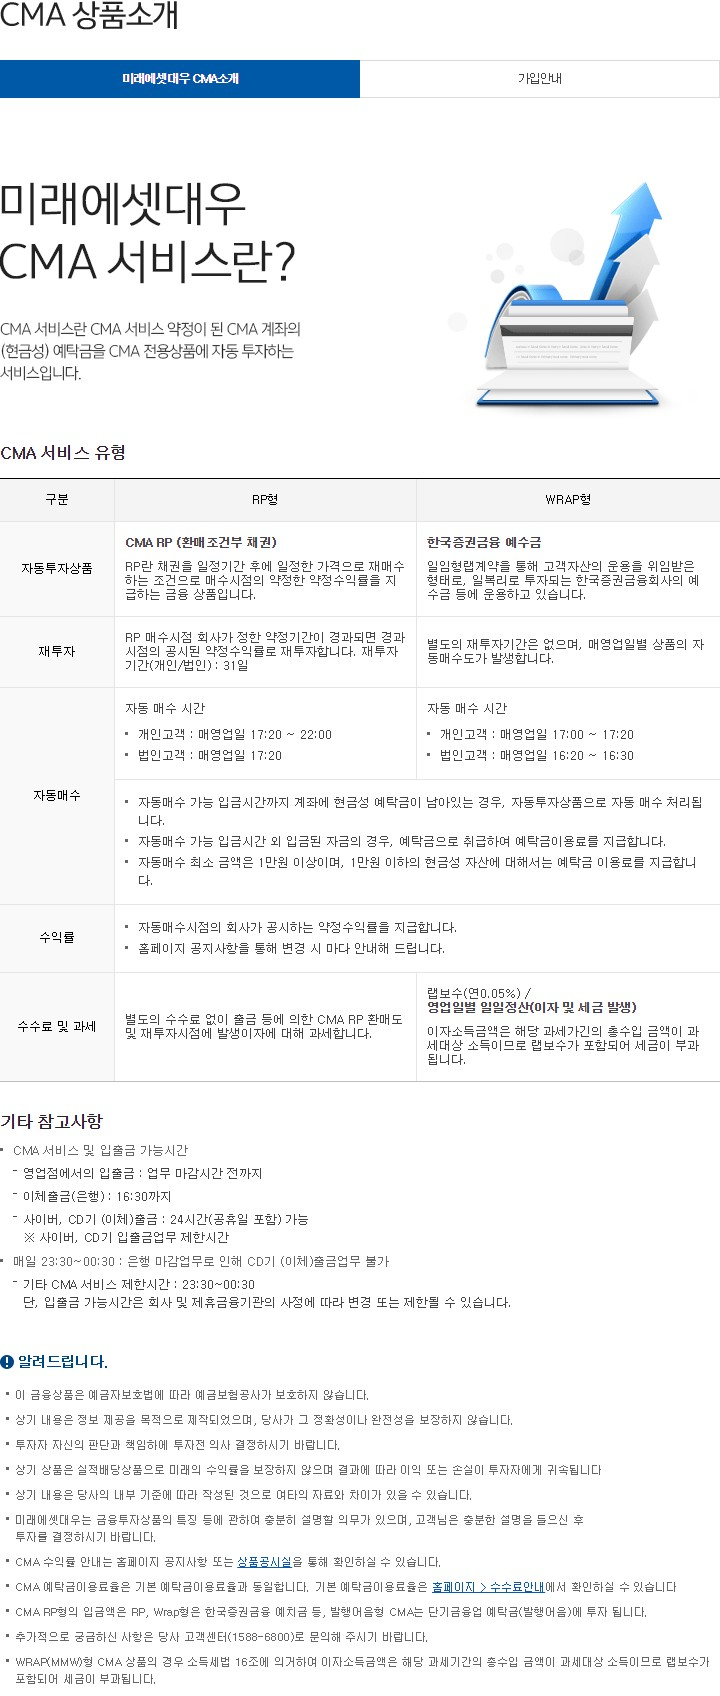 CMA 상품소개
미래에셋대우 CMA소개
가입안내
미래에셋대우
CMA 서비스란?
CMA 서비스란 CMA 서비스 약정이 된 CMA 계좌의
(현금성) 예탁금을 CMA 전용상품에 자동 투자하는
서비스입니다.
CMA 서비스 유형
구분
RP형
WRAP형
자동투자상품
CMA RP (환매조건부 채권)
RP란 채권을 일정기간 후에 일정한 가격으로 재매수
하는 조건으로 매수시점의 약정한 약정수익률을 지
급하는 금융 상품입니다.
한국증권금융 예수금
일임형랩계약을 통해 고객자산의 운용을 위임받은
형태로, 일복리로 투자되는 한국증권금융회사의 예
수금 등에 운용하고 있습니다.
재투자
RP 매수시점 회사가 정한 약정기간이 경과되면 경과
시점의 공시된 약정수익률로 재투자합니다. 재투자
기간(개인/법인) : 31일
별도의 재투자기간은 없으며, 매영업일별 상품의 자
동매수도가 발생합니다.
자동매수
자동 매수 시간
• 개인고객 : 매영업일 17:20 ~ 22:00
• 법인고객 : 매영업일 17:20
자동 매수 시간
• 개인고객 : 매영업일 17:00 ~ 17:20
• 법인고객 : 매영업일 16:20 ~ 16:30
• 자동매수 가능 입금시간까지 계좌에 현금성 예탁금이 남아있는 경우, 자동투자상품으로 자동 매수 처리됩
니다.
• 자동매수 가능 입금시간 외 입금된 자금의 경우, 예탁금으로 취급하여 예탁금이용료를 지급합니다.
• 자동매수 최소 금액은 1만원 이상이며, 1만원 이하의 현금성 자산에 대해서는 예탁금 이용료를 지급합니
다.
수익률
• 자동매수시점의 회사가 공시하는 약정수익률을 지급합니다.
• 홈페이지 공지사항을 통해 변경 시 마다 안내해 드립니다.
수수료 및 과세
별도의 수수료 없이 출금 등에 의한 CMA RP 환매도
및 재투자시점에 발생이자에 대해 과세합니다.
랩보수(연0.05%) /
영업일별 일일정산(이자 및 세금 발생)
이자소득금액은 해당 과세가긴의 총수입 금액이 과
세대상 소득이므로 랩보수가 포함되어 세금이 부과
됩니다.
기타 참고사항
• CMA 서비스 및 입출금 가능시간
- 영업점에서의 입출금 : 업무 마감시간 전까지
- 이체출금(은행) : 16:30까지
- 사이버, CD기 (이체)출금 : 24시간(공휴일 포함) 가능
※ 사이버, CD기 입출금업무 제한시간
• 매일 23:30~00:30 : 은행 마감업무로 인해 CD기 (이체)출금업무 불가
- 기타 CMA 서비스 제한시간 : 23:30~00:30
단, 입출금 가능시간은 회사 및 제휴금융기관의 사정에 따라 변경 또는 제한될 수 있습니다.
알려드립니다.
• 이 금융상품은 예금자보호법에 따라 예금보험공사가 보호하지 않습니다.
• 상기 내용은 정보 제공을 목적으로 제작되었으며, 당사가 그 정확성이나 완전성을 보장하지 않습니다.
• 투자자 자신의 판단과 책임하에 투자전 의사 결정하시기 바랍니다.
• 상기 상품은 실적배당상품으로 미래의 수익률을 보장하지 않으며 결과에 따라 이익 또는 손실이 투자자에게 귀속됩니다
• 상기 내용은 당사의 내부 기준에 따라 작성된 것으로 여타의 자료와 차이가 있을 수 있습니다.
• 미래에셋대우는 금융투자상품의 특징 등에 관하여 충분히 설명할 의무가 있으며, 고객님은 충분한 설명을 들으신 후
투자를 결정하시기 바랍니다.
• CMA 수익률 안내는 홈페이지 공지사항 또는 상품공시실을 통해 확인하실 수 있습니다.
• CMA 예탁금이용료율은 기본 예탁금이용료율과 동일합니다. 기본 예탁금이용료율은 홈페이지 > 수수료안내에서 확인하실 수 있습니다
• CMA RP형의 입금액은 RP, Wrap형은 한국증권금융 예치금 등, 발행어음형 CMA는 단기금융업 예탁금(발행어음)에 투자 됩니다.
• 추가적으로 궁금하신 사항은 당사 고객센터(1588-6800)로 문의해 주시기 바랍니다.
• WRAP(MMW)형 CMA 상품의 경우 소득세법 16조에 의거하여 이자소득금액은 해당 과세기간의 총수입 금액이 과세대상 소득이므로 랩보수가
포함되어 세금이 부과됩니다.